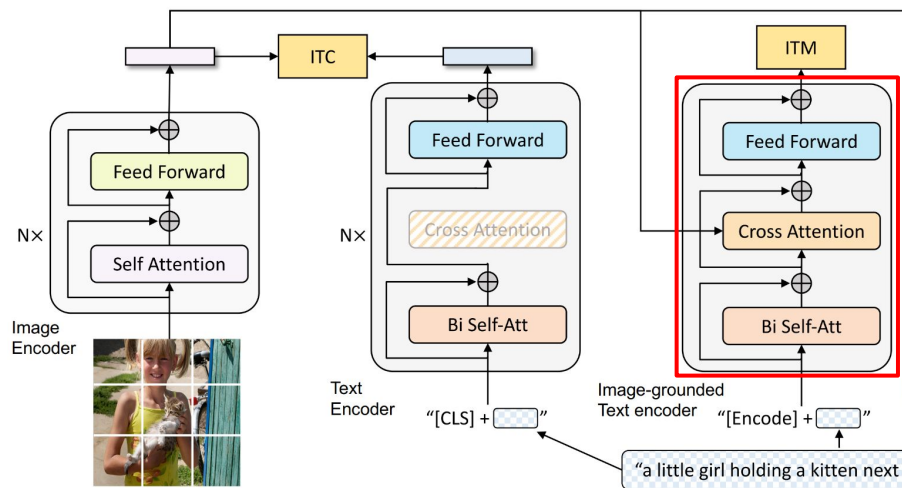 ITC
ITM
Feed Forward
Self Attention
N×
Image
Encoder
Feed Forward
Cross Attention
Bi Self-Att
N×
Text
Encoder
"[CLS] + "
Feed Forward
Cross Attention
Bi Self-Att
Image-grounded
Text encoder
"[Encode] + "
"a little girl holding a kitten next